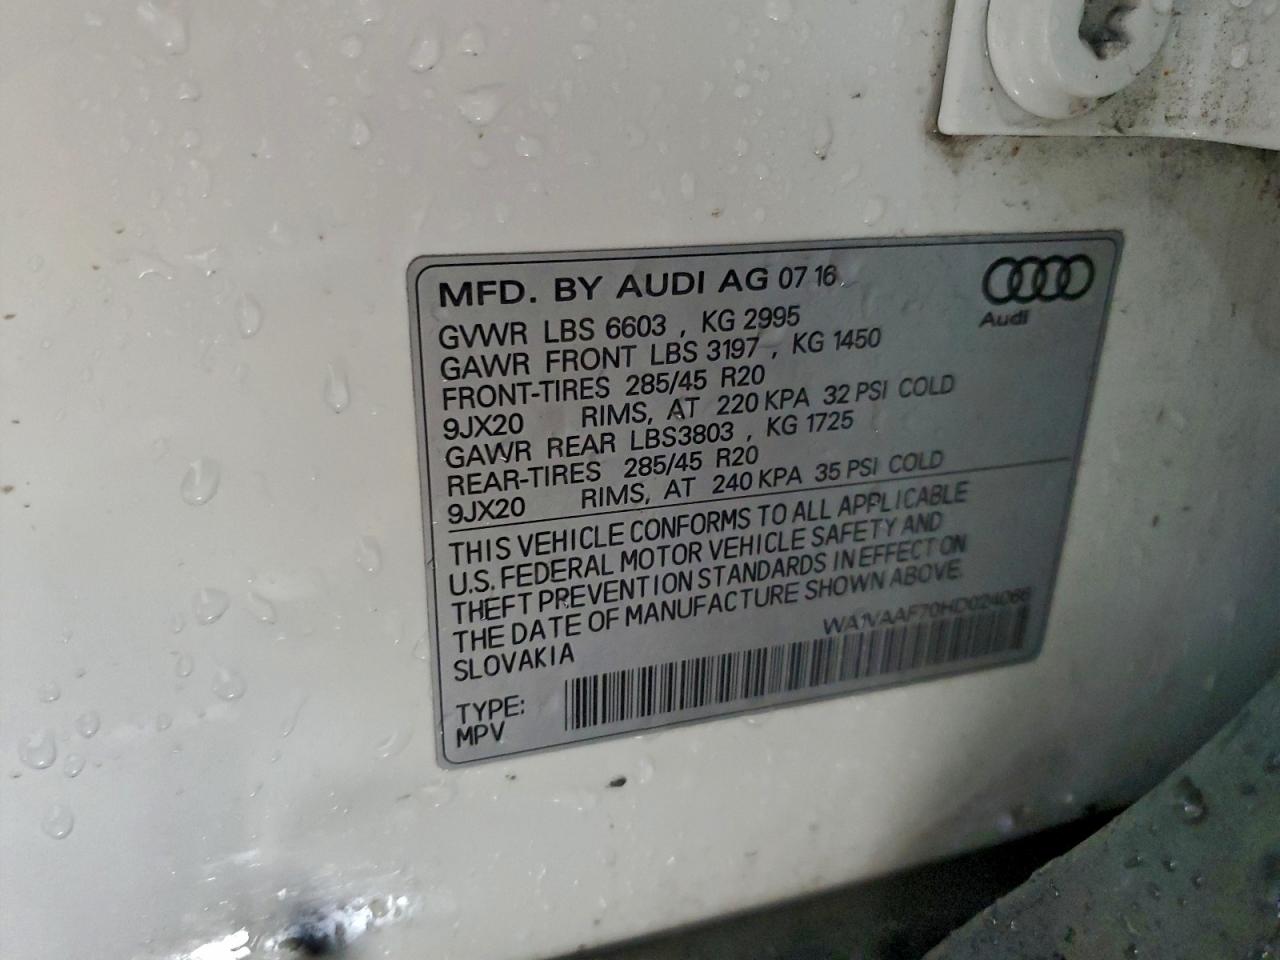 MFD. BY AUDI AG 07 16
Audi
GVWR LBS 6603 , KG 2995
GAWR FRONT LBS 3197 , KG 1450
FRONT-TIRES 285/45 R20
9JX20 RIMS, AT 220 KPA 32 PSI COLD
GAWR REAR LBS3803 , KG 1725
REAR-TIRES 285/45 R20
9JX20 RIMS, AT 240 KPA 35 PSI COLD
THIS VEHICLE CONFORMS TO ALL APPLICABLE
U.S. FEDERAL MOTOR VEHICLE SAFETY AND
THEFT PREVENTION STANDARDS IN EFFECT ON
THE DATE OF MANUFACTURE SHOWN ABOVE
SLOVAKIA
TYPE:
MPV